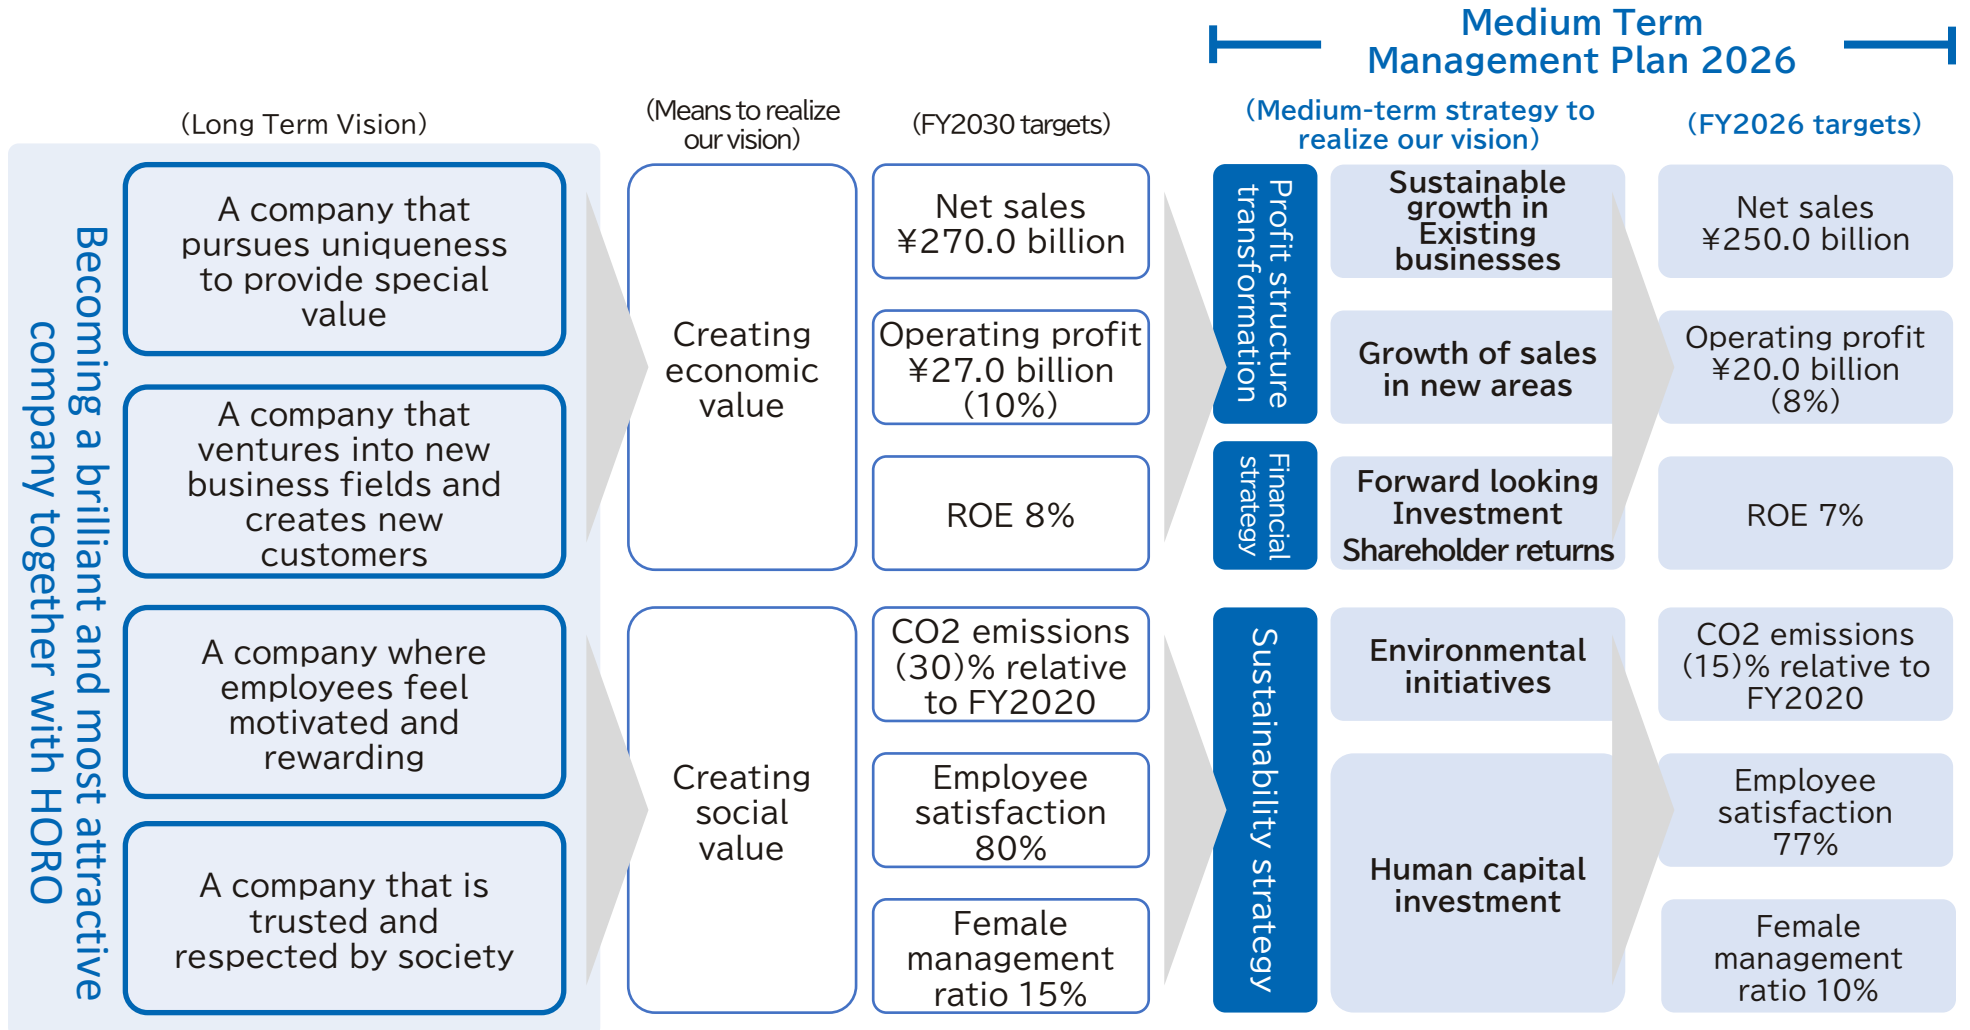 Medium Term
Management Plan 2026
(Long Term Vision)
(Means to realize
our vision)
(FY2030 targets)
(Medium-term strategy to
realize our vision)
(FY2026 targets)
Becoming a brilliant and most attractive
company together with HORO
A company that
pursues uniqueness
to provide special
value
A company that
ventures into new
business fields and
creates new
customers
A company where
employees feel
motivated and
rewarding
A company that is
trusted and
respected by society
Creating
economic
value
Creating
social
value
Net sales
¥270.0 billion
Operating profit
¥27.0 billion
(10%)
ROE 8%
CO2 emissions
(30)% relative
to FY2020
Employee
satisfaction
80%
Female
management
ratio 15%
Profit structure
transformation
Financial
strategy
Sustainability strategy
Sustainable
growth in
Existing
businesses
Growth of sales
in new areas
Forward looking
Investment
Shareholder returns
Environmental
initiatives
Human capital
investment
Net sales
¥250.0 billion
Operating profit
¥20.0 billion
(8%)
ROE 7%
CO2 emissions
(15)% relative to
FY2020
Employee
satisfaction
77%
Female
management
ratio 10%